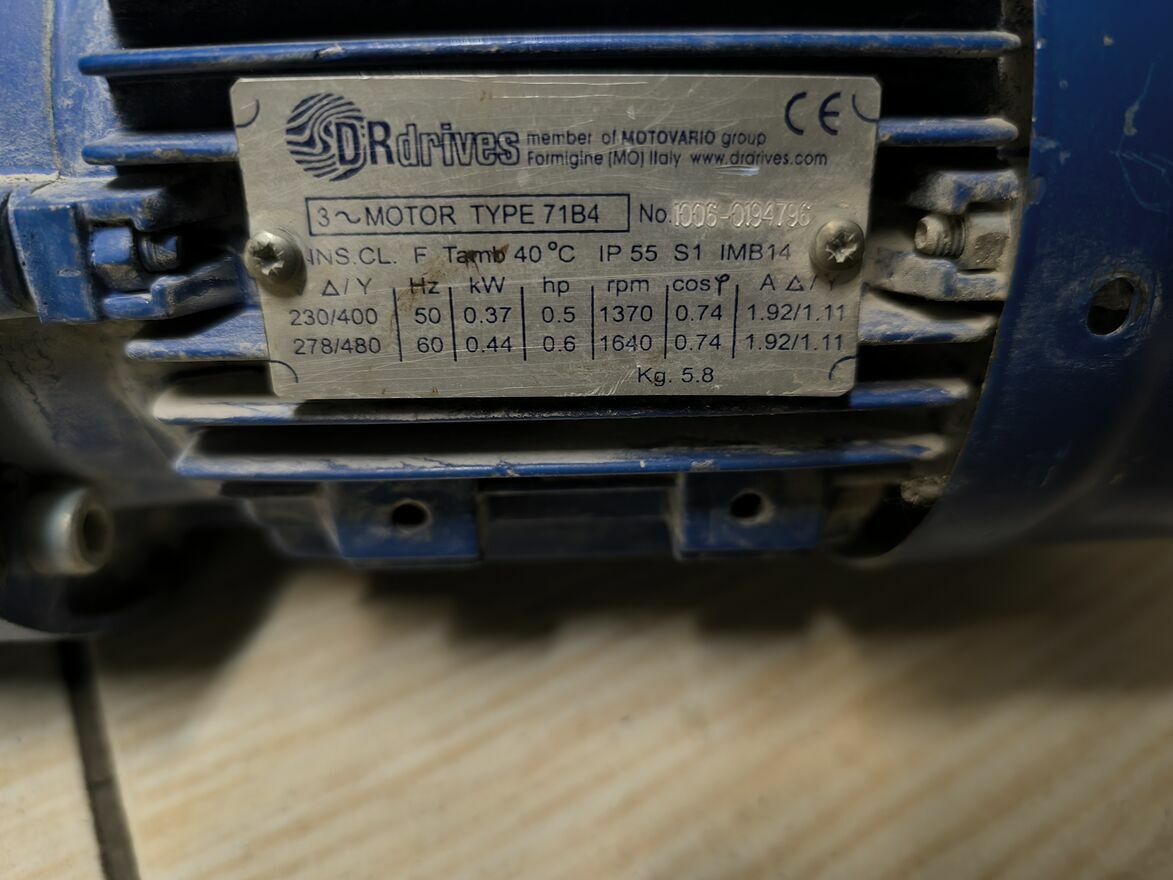 DR drives member of MOTOVARIO group CE
Formigine (MO) Italy www.drdrives.com
3~MOTOR TYPE 71B4 No. 1006-0194796
INS.CL. F Tamb 40 °C IP 55 S1 IMB14
Δ/Y Hz kW hp rpm cosφ A Δ/Y
230/400 50 0.37 0.5 1370 0.74 1.92/1.11
278/480 60 0.44 0.6 1640 0.74 1.92/1.11
Kg. 5.8